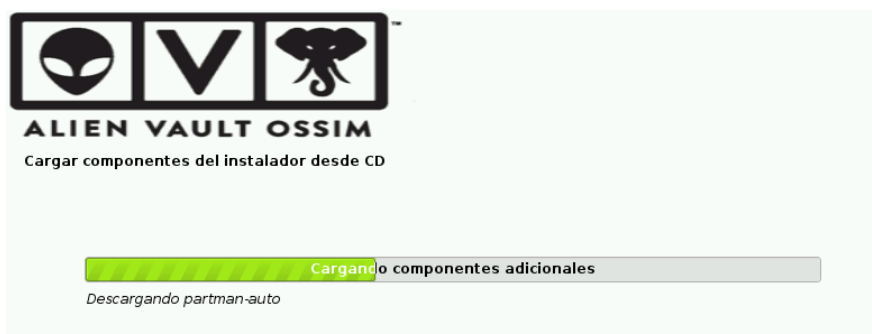 ALIEN VAULT OSSIM
Cargar componentes del instalador desde CD
Cargando componentes adicionales
Descargando partman-auto